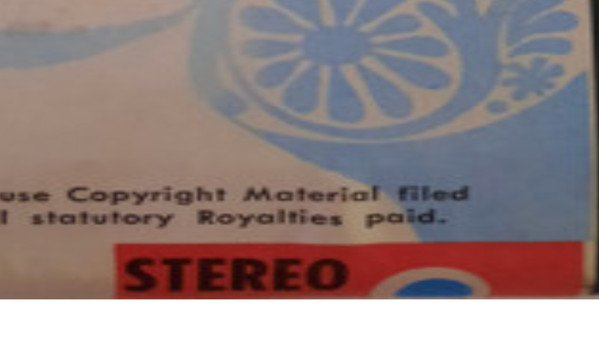 use Copyright Material filed
l statutory Royalties paid.
STEREO